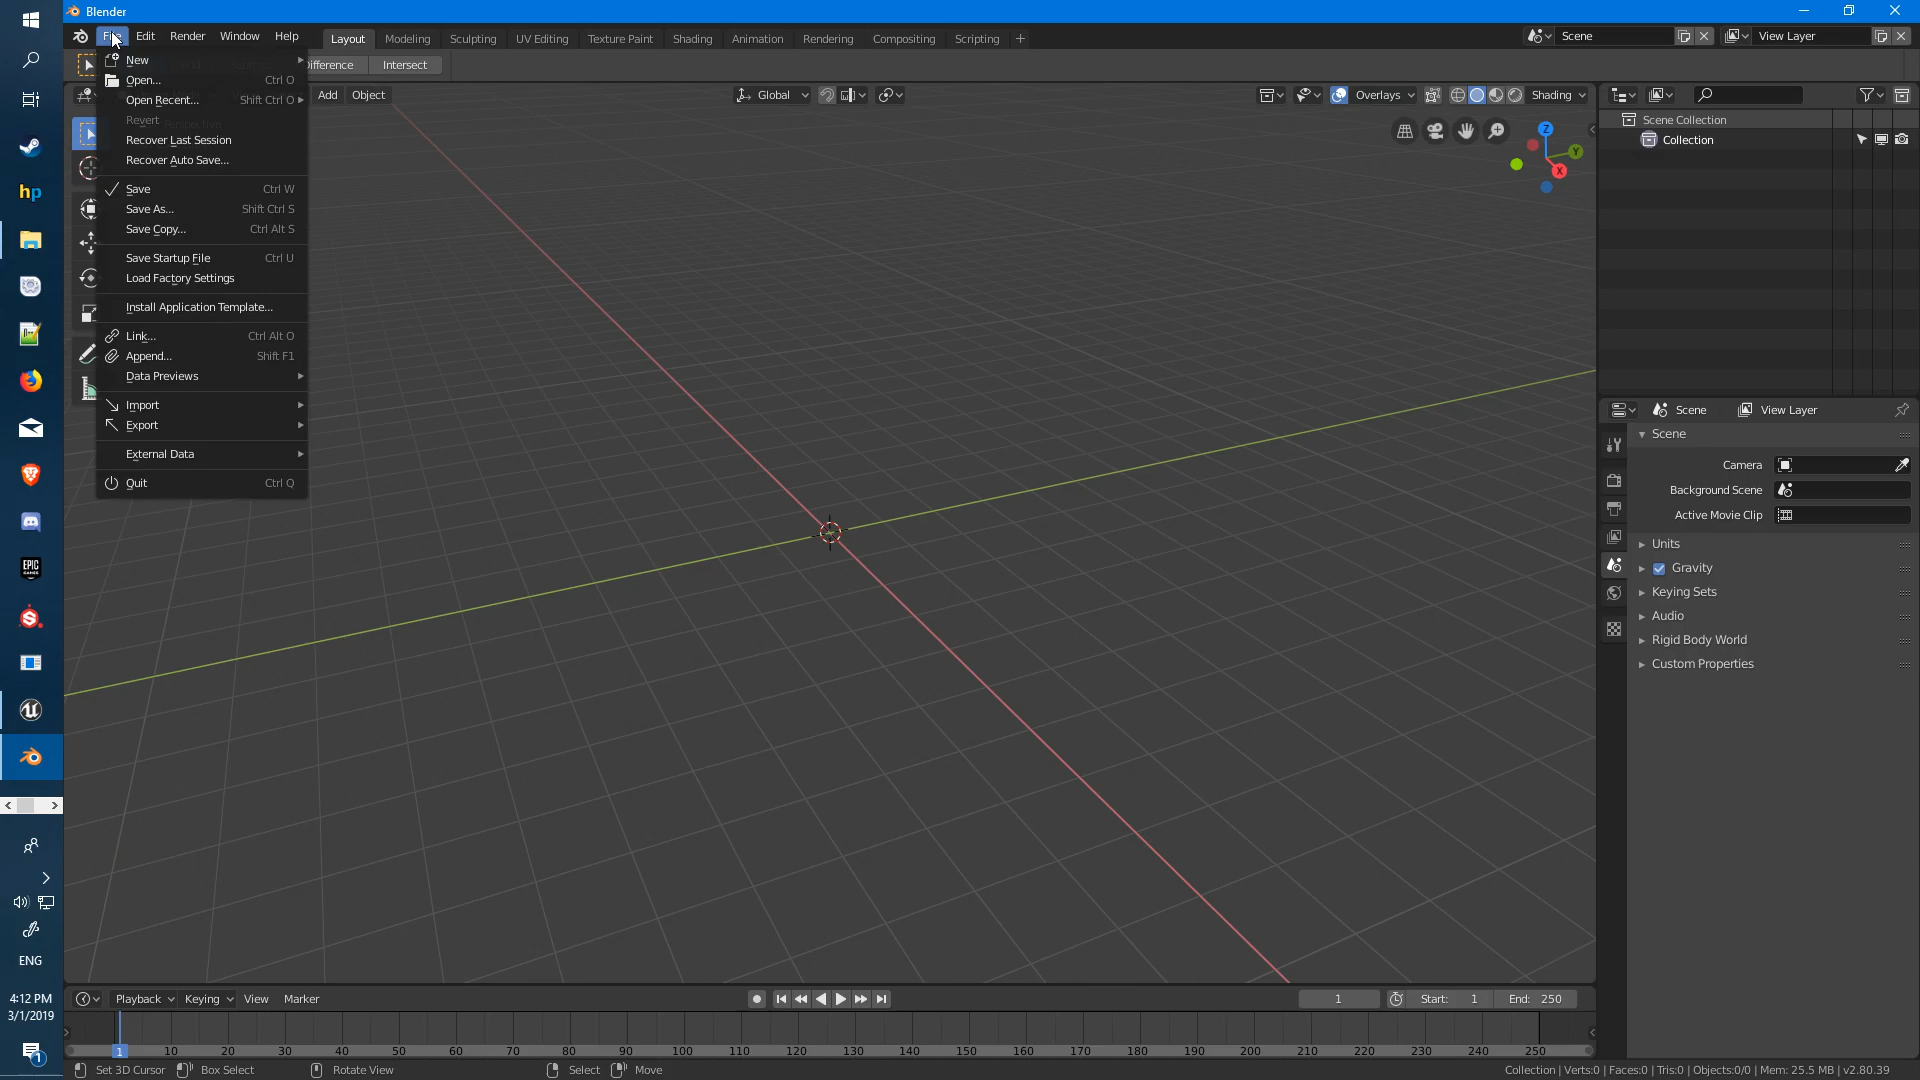 Blender
File Edit Render Window Help
Layout Modeling Sculpting UV Editing Texture Paint Shading Animation Rendering Compositing Scripting +
Scene
View Layer
Difference Intersect
Add Object
Global
Overlays
Shading
New
Open... Ctrl O
Open Recent... Shift Ctrl O
Revert
Recover Last Session
Recover Auto Save...
Save Ctrl W
Save As... Shift Ctrl S
Save Copy... Ctrl Alt S
Save Startup File Ctrl U
Load Factory Settings
Install Application Template...
Link... Ctrl Alt O
Append... Shift F1
Data Previews
Import
Export
External Data
Quit Ctrl Q
Z
Y
X
Scene Collection
Collection
Scene View Layer
Scene
Camera
Background Scene
Active Movie Clip
Units
Gravity
Keying Sets
Audio
Rigid Body World
Custom Properties
hp
EPIC
GAMES
ENG
4:12 PM
3/1/2019
1
Playback Keying View Marker
1 Start: 1 End: 250
1 10 20 30 40 50 60 70 80 90 100 110 120 130 140 150 160 170 180 190 200 210 220 230 240 250
Set 3D Cursor Box Select Rotate View Select Move
Collection | Verts:0 | Faces:0 | Tris:0 | Objects:0/0 | Mem: 25.5 MB | v2.80.39